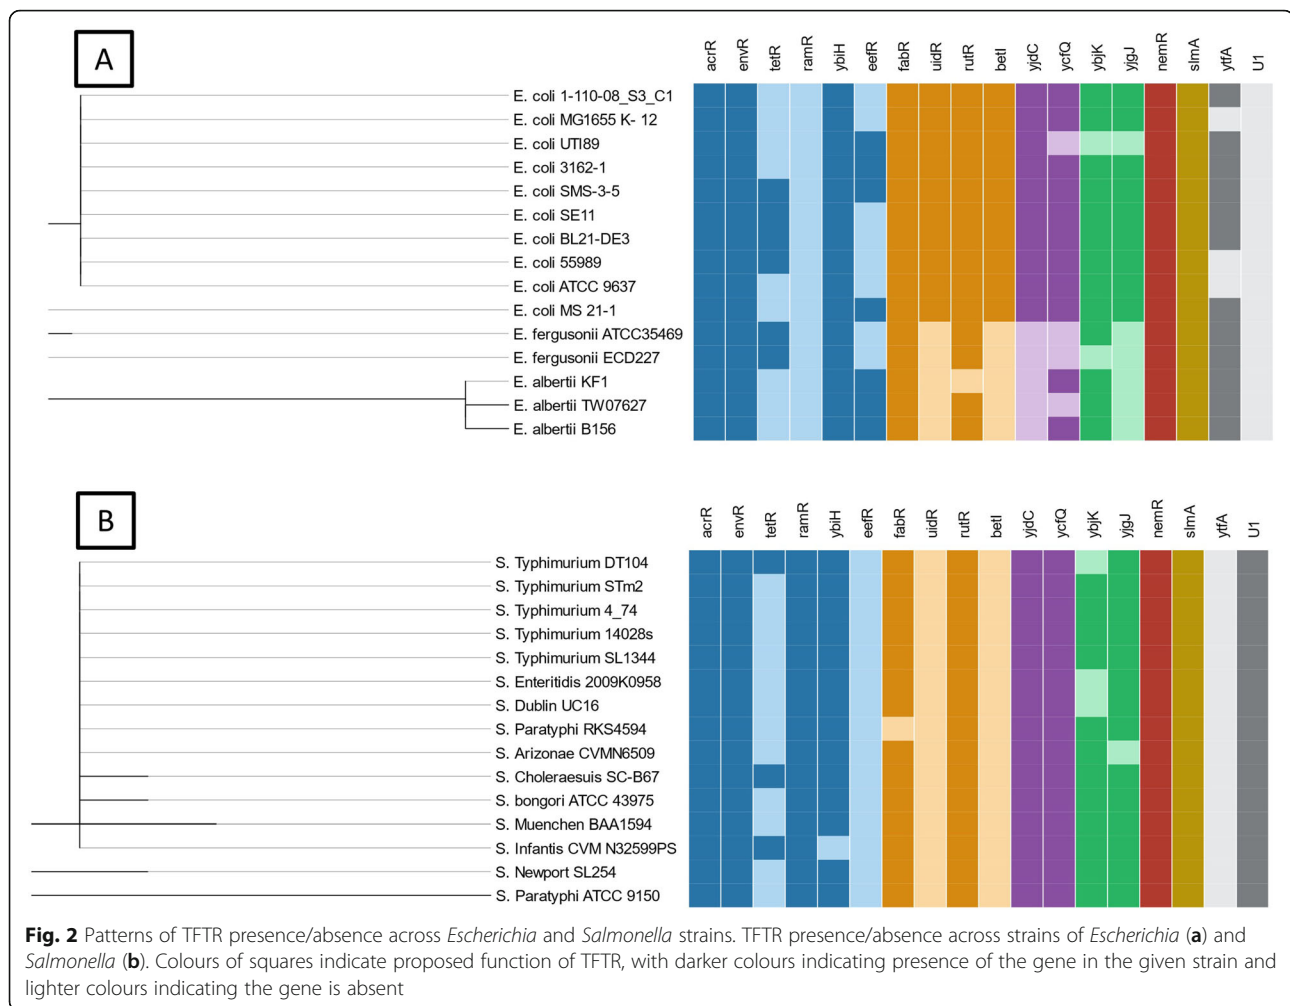 A
acrR envR tetR ramR ybiH eefR fabR uidR rutR betI yjdC ycfQ ybjK yjgJ nemR slmA ytfA U1
E. coli 1-110-08_S3_C1
E. coli MG1655 K- 12
E. coli UTI89
E. coli 3162-1
E. coli SMS-3-5
E. coli SE11
E. coli BL21-DE3
E. coli 55989
E. coli ATCC 9637
E. coli MS 21-1
E. fergusonii ATCC35469
E. fergusonii ECD227
E. albertii KF1
E. albertii TW07627
E. albertii B156
B
acrR envR tetR ramR ybiH eefR fabR uidR rutR betI yjdC ycfQ ybjK yjgJ nemR slmA ytfA U1
S. Typhimurium DT104
S. Typhimurium STm2
S. Typhimurium 4_74
S. Typhimurium 14028s
S. Typhimurium SL1344
S. Enteritidis 2009K0958
S. Dublin UC16
S. Paratyphi RKS4594
S. Arizonae CVMN6509
S. Choleraesuis SC-B67
S. bongori ATCC 43975
S. Muenchen BAA1594
S. Infantis CVM N32599PS
S. Newport SL254
S. Paratyphi ATCC 9150
Fig. 2 Patterns of TFTR presence/absence across Escherichia and Salmonella strains. TFTR presence/absence across strains of Escherichia (a) and
Salmonella (b). Colours of squares indicate proposed function of TFTR, with darker colours indicating presence of the gene in the given strain and
lighter colours indicating the gene is absent